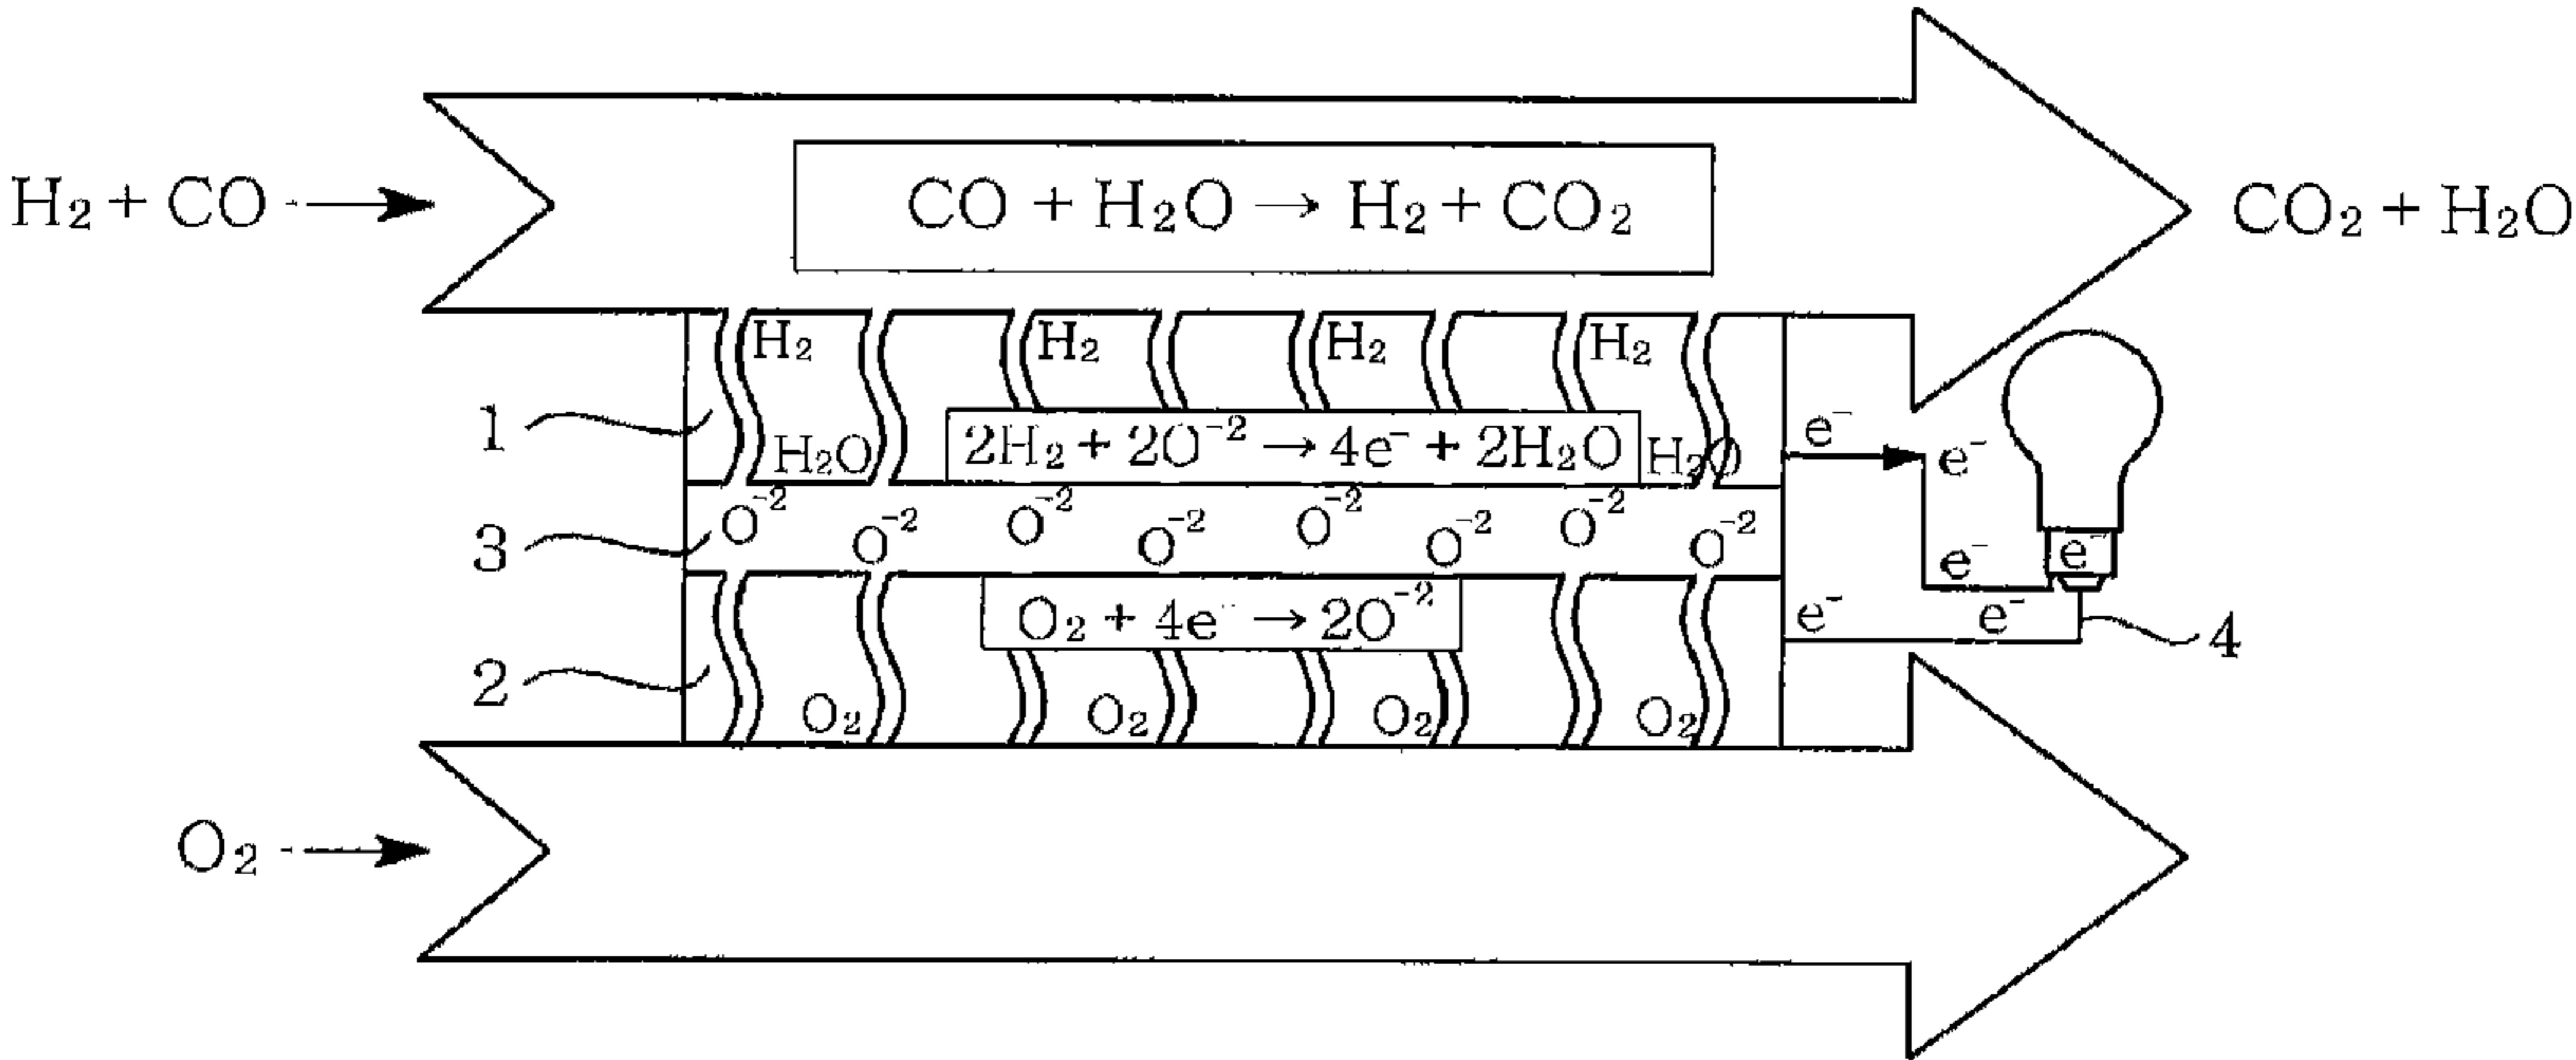 H₂ + CO
CO + H₂O → H₂ + CO₂
CO₂ + H₂O
H₂ H₂ H₂ H₂
1
H₂O
2H₂ + 2O⁻² → 4e⁻ + 2H₂O
H₂O
e⁻
e⁻
3
O⁻² O⁻² O⁻² O⁻² O⁻² O⁻² O⁻² O⁻²
e⁻ e⁻
O₂ + 4e⁻ → 2O⁻²
e⁻ e⁻
4
2
O₂ O₂ O₂ O₂
O₂